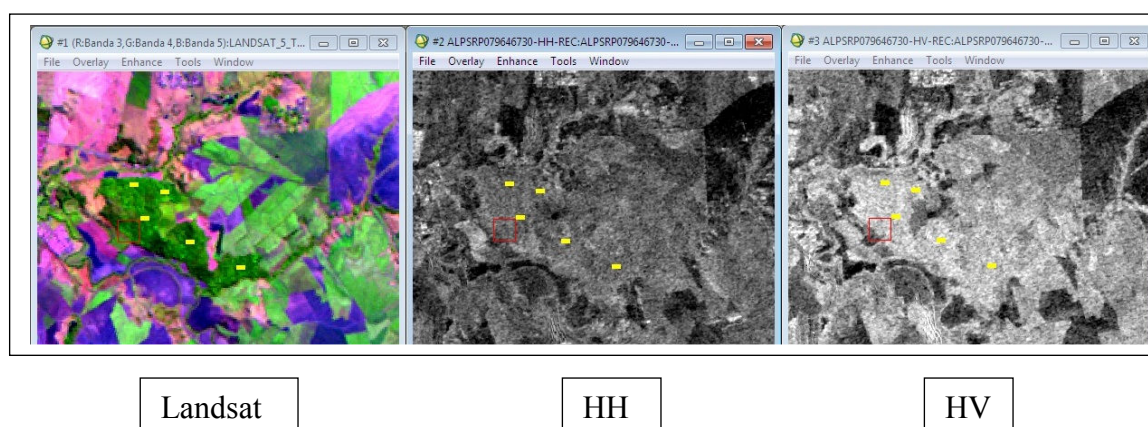 #1 (R:Banda 3,G:Banda 4,B:Banda 5):LANDSAT_5_T...
File Overlay Enhance Tools Window
#2 ALPSRP079646730-HH-REC:ALPSRP079646730-...
File Overlay Enhance Tools Window
#3 ALPSRP079646730-HV-REC:ALPSRP079646730-...
File Overlay Enhance Tools Window
Landsat
HH
HV